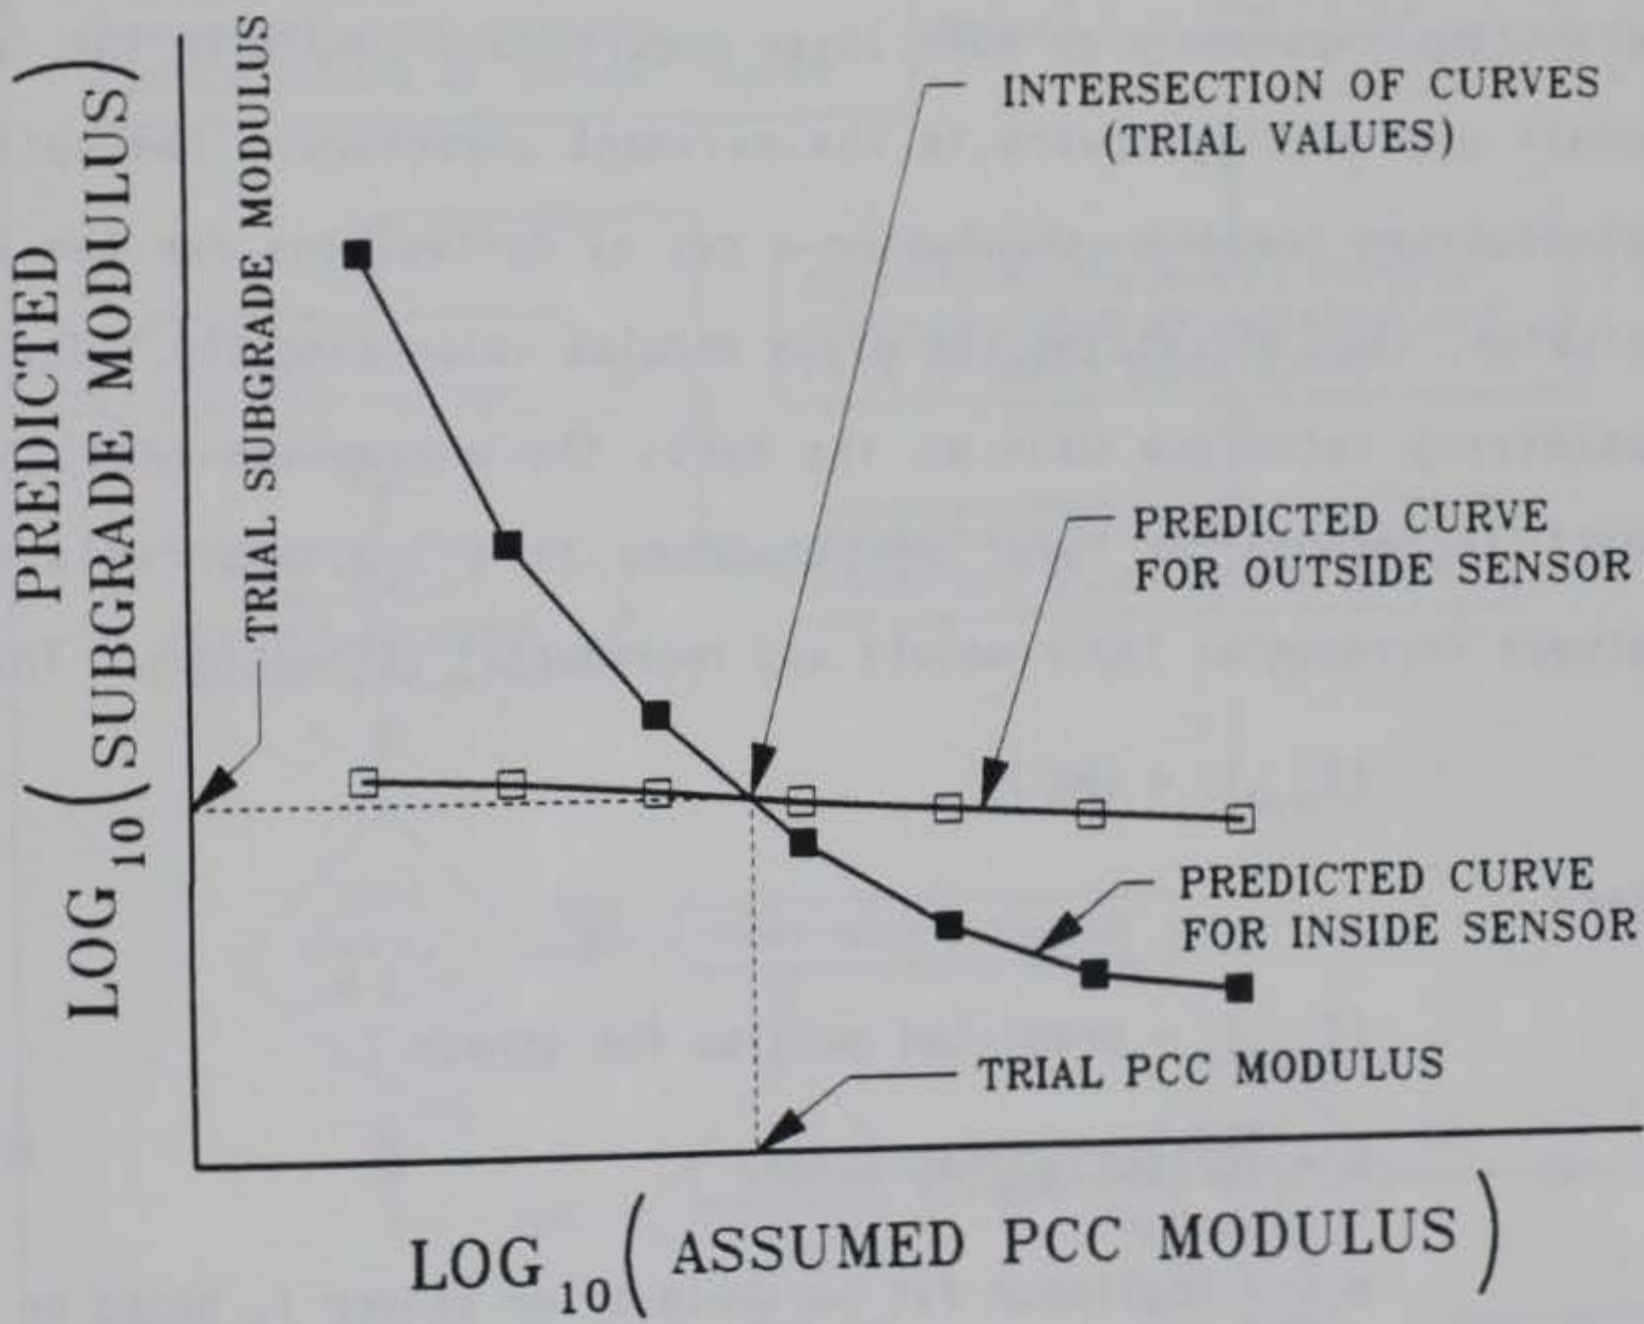 PREDICTED
LOG10(SUBGRADE MODULUS)
TRIAL SUBGRADE MODULUS
INTERSECTION OF CURVES
(TRIAL VALUES)
PREDICTED CURVE
FOR OUTSIDE SENSOR
PREDICTED CURVE
FOR INSIDE SENSOR
TRIAL PCC MODULUS
LOG10(ASSUMED PCC MODULUS)